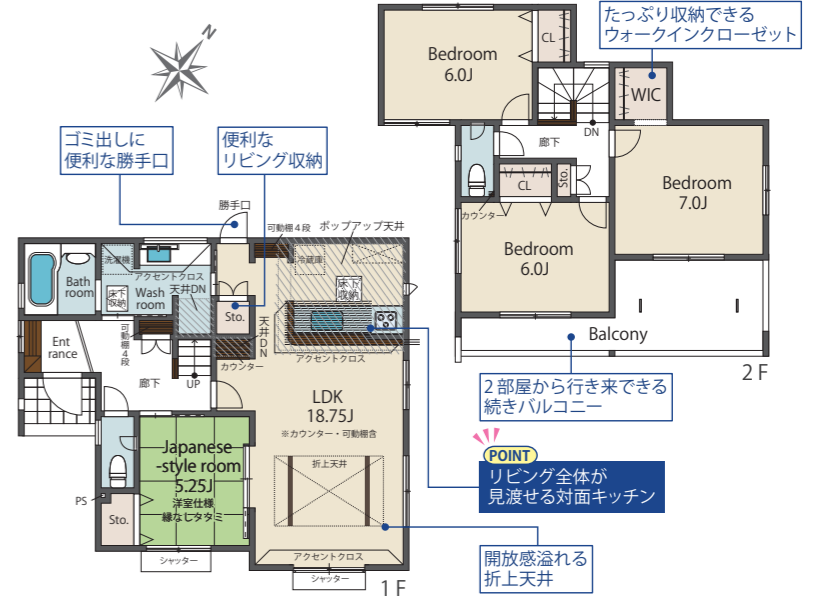 N
たっぷり収納できる
ウォークインクローゼット
Bedroom
6.0J
CL
WIC
DN
廊下
カウンター
CL
Sto.
Bedroom
7.0J
Bedroom
6.0J
Balcony
2F
2部屋から行き来できる
続きバルコニー
ゴミ出しに
便利な勝手口
便利な
リビング収納
勝手口
可動棚4段
ポップアップ天井
洗濯機
冷蔵庫
アクセントクロス
天井DN
Bath
room
床下
収納
Wash
room
床下
収納
Sto.
天井DN
Ent
rance
可動棚4段
カウンター
アクセントクロス
廊下
UP
LDK
18.75J
※カウンター・可動棚含
Japanese
-style room
5.25J
洋室仕様
縁なしタタミ
折上天井
PS
Sto.
シャッター
アクセントクロス
シャッター
1F
POINT
リビング全体が
見渡せる対面キッチン
開放感溢れる
折上天井